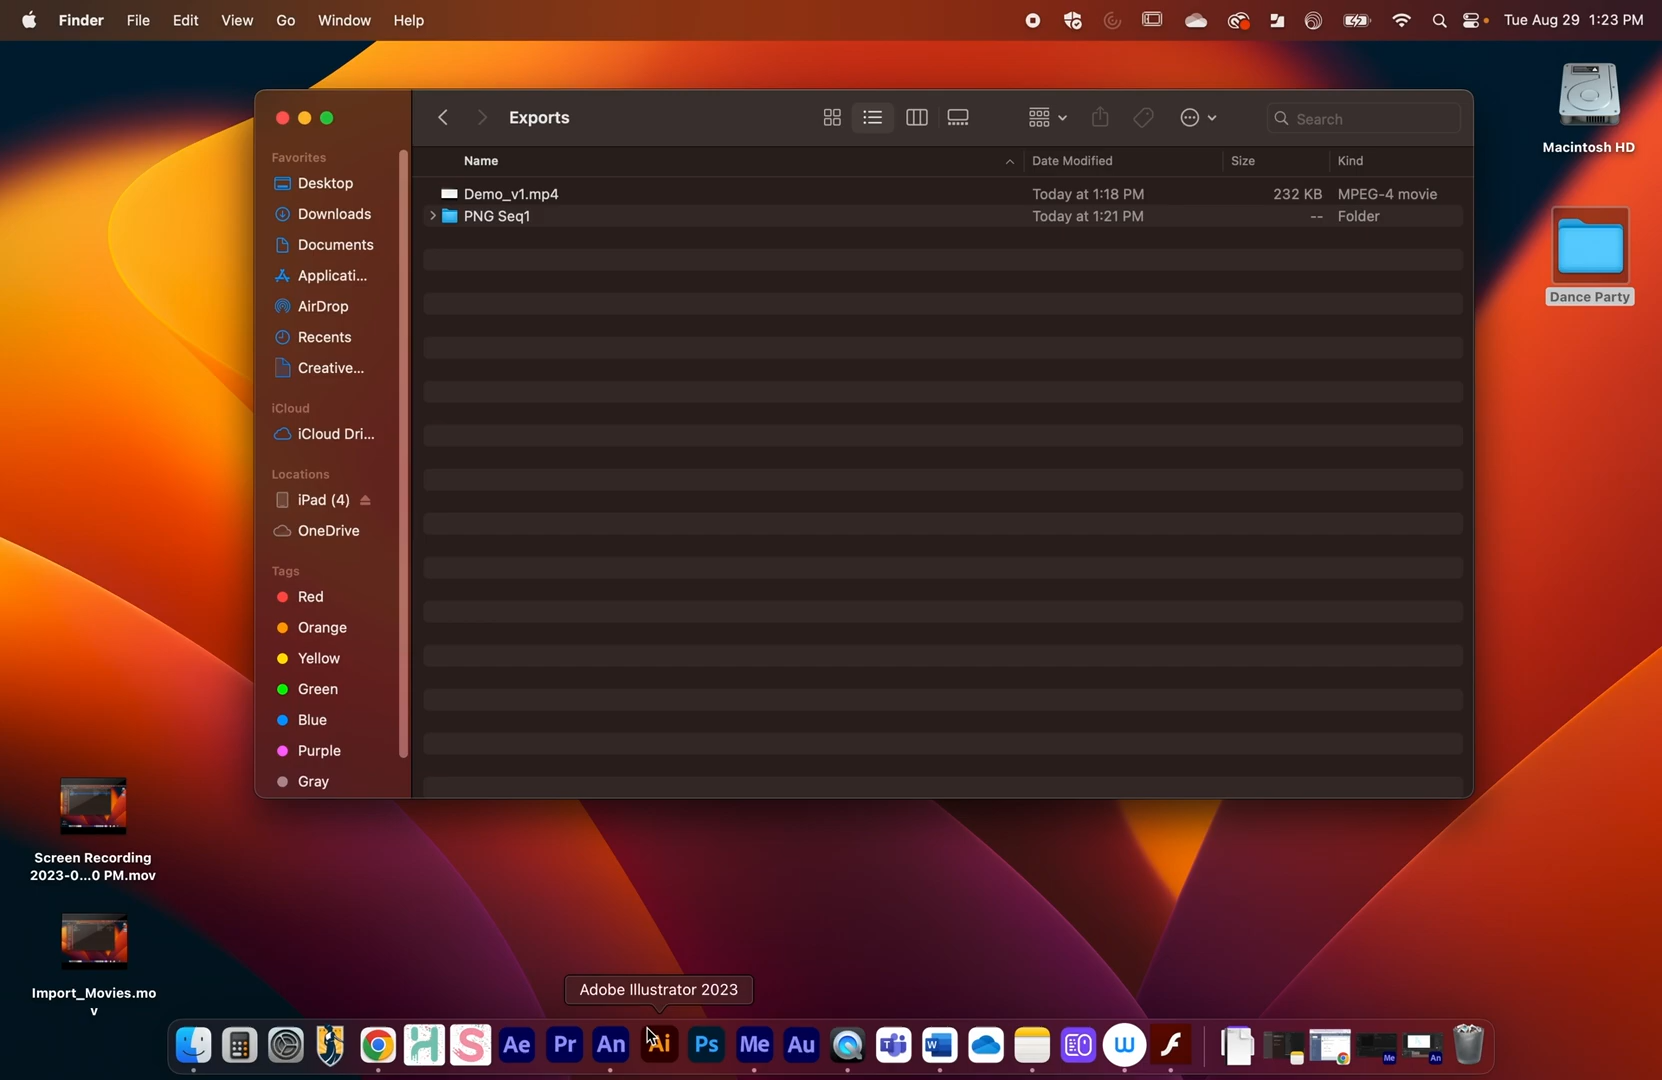 Finder File Edit View Go Window Help Tue Aug 29 1:23 PM
Exports
Search
Favorites
Desktop
Downloads
Documents
Applicati...
AirDrop
Recents
Creative...
iCloud
iCloud Dri...
Locations
iPad (4)
OneDrive
Tags
Red
Orange
Yellow
Green
Blue
Purple
Gray
Name Date Modified Size Kind
Demo_v1.mp4 Today at 1:18 PM 232 KB MPEG-4 movie
PNG Seq1 Today at 1:21 PM -- Folder
Macintosh HD
Dance Party
Screen Recording
2023-0...0 PM.mov
Import_Movies.mo
v
Adobe Illustrator 2023
H S Ae Pr An Ai Ps Me Au W w
Me An